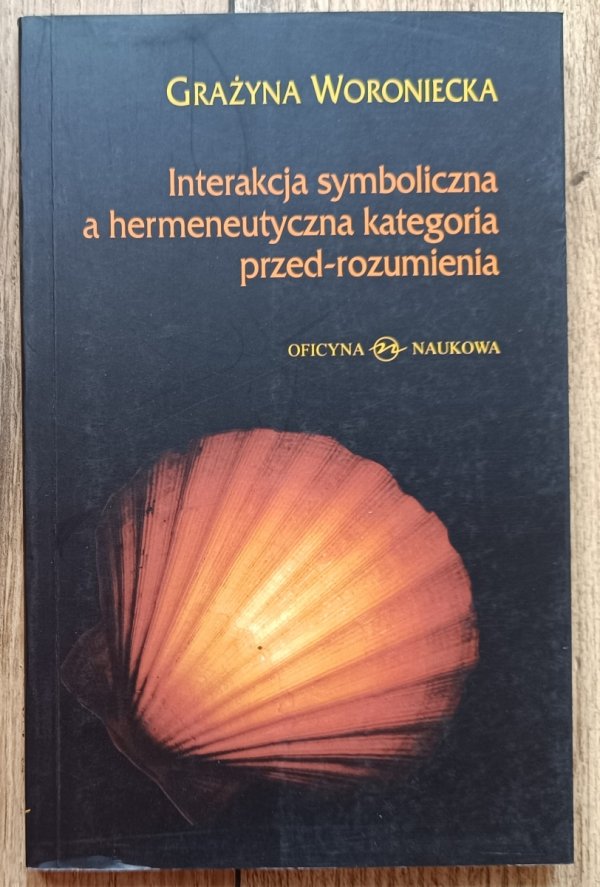 GRAŻYNA WORONIECKA
Interakcja symboliczna
a hermeneutyczna kategoria
przed-rozumienia
OFICYNA NAUKOWA